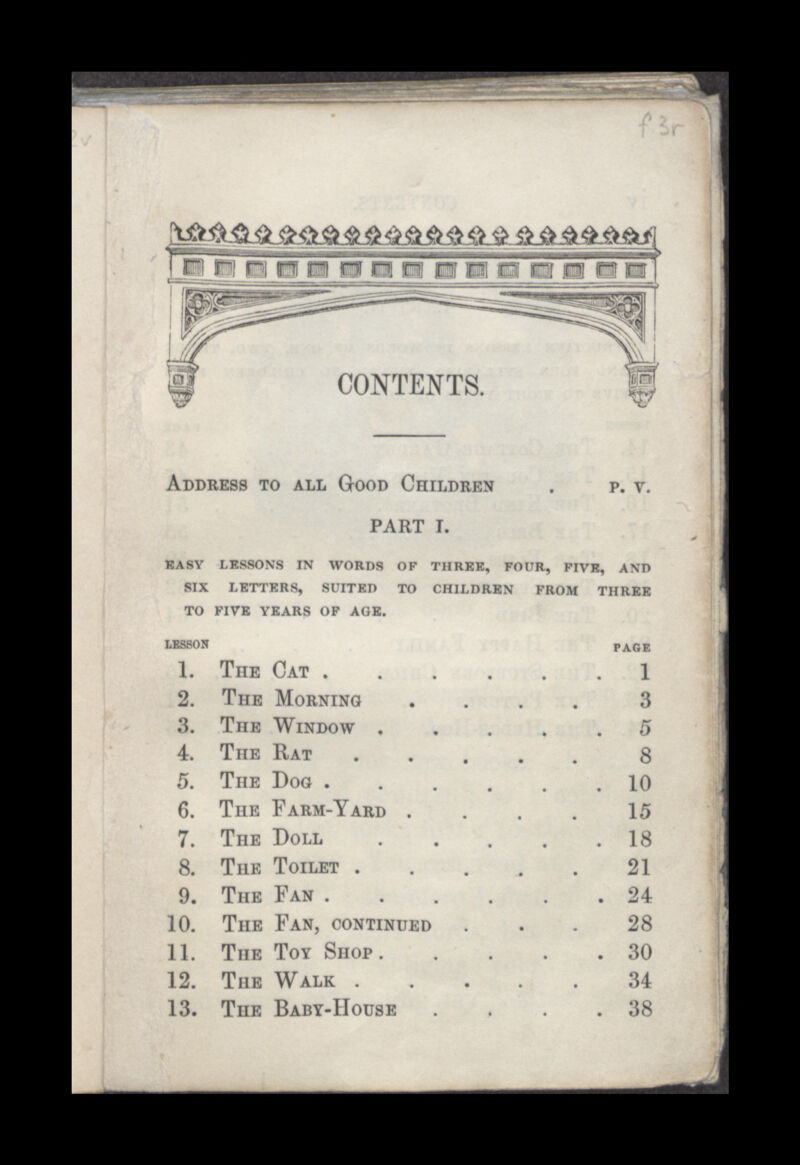 f 3r
CONTENTS.
ADDRESS TO ALL GOOD CHILDREN . P. V.
PART I.
EASY LESSONS IN WORDS OF THREE, FOUR, FIVE, AND
SIX LETTERS, SUITED TO CHILDREN FROM THREE
TO FIVE YEARS OF AGE.
LESSON PAGE
1. THE CAT . . . . . . 1
2. THE MORNING . . . . 3
3. THE WINDOW . . . . . 5
4. THE RAT . . . . . 8
5. THE DOG . . . . . . 10
6. THE FARM-YARD . . . . 15
7. THE DOLL . . . . . 18
8. THE TOILET . . . . . 21
9. THE FAN . . . . . . 24
10. THE FAN, CONTINUED . . . 28
11. THE TOY SHOP . . . . . 30
12. THE WALK . . . . . 34
13. THE BABY-HOUSE . . . . 38